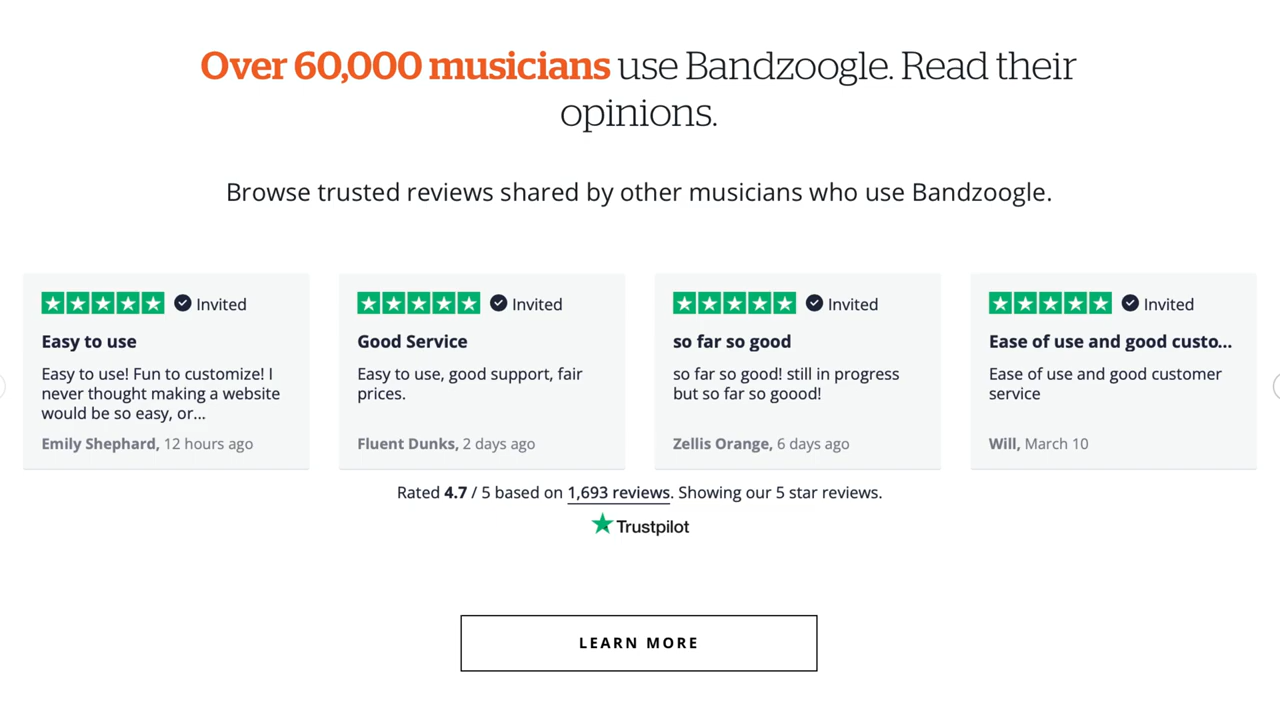 Over 60,000 musicians use Bandzoogle. Read their
opinions.
Browse trusted reviews shared by other musicians who use Bandzoogle.
Invited
Easy to use
Easy to use! Fun to customize! I
never thought making a website
would be so easy, or...
Emily Shephard, 12 hours ago
Invited
Good Service
Easy to use, good support, fair
prices.
Fluent Dunks, 2 days ago
Invited
so far so good
so far so good! still in progress
but so far so goood!
Zellis Orange, 6 days ago
Invited
Ease of use and good custo...
Ease of use and good customer
service
Will, March 10
Rated 4.7 / 5 based on 1,693 reviews. Showing our 5 star reviews.
Trustpilot
LEARN MORE